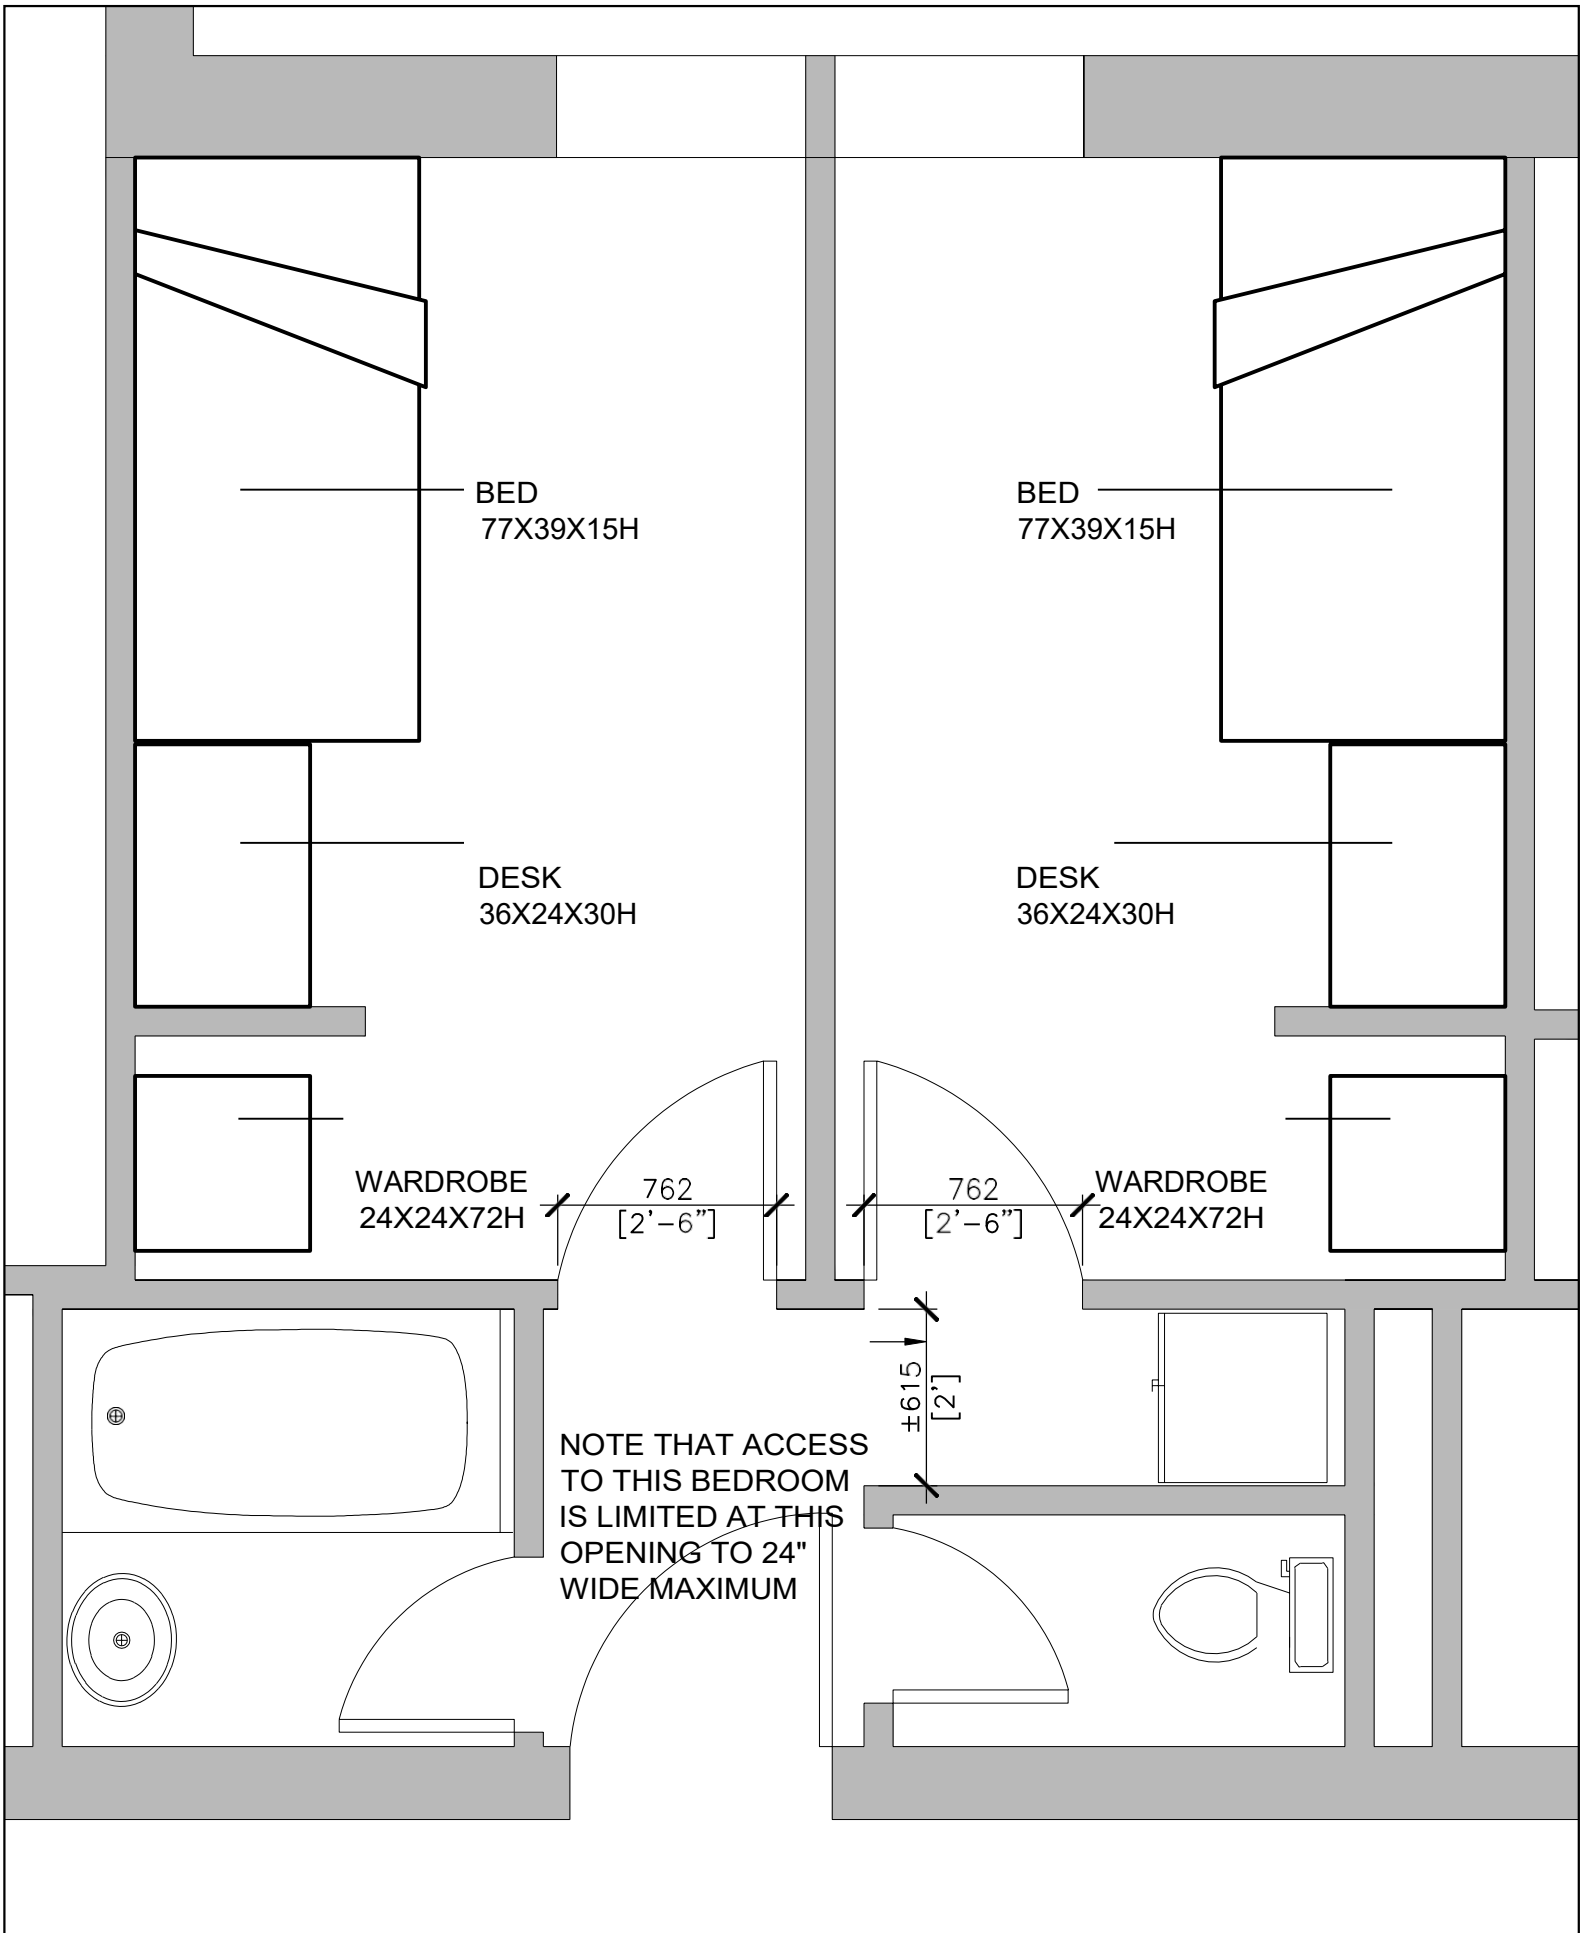 BED
77X39X15H
BED
77X39X15H
DESK
36X24X30H
DESK
36X24X30H
WARDROBE
24X24X72H
762
[2'-6"]
762
[2'-6"]
WARDROBE
24X24X72H
±615
[2']
NOTE THAT ACCESS
TO THIS BEDROOM
IS LIMITED AT THIS
OPENING TO 24"
WIDE MAXIMUM